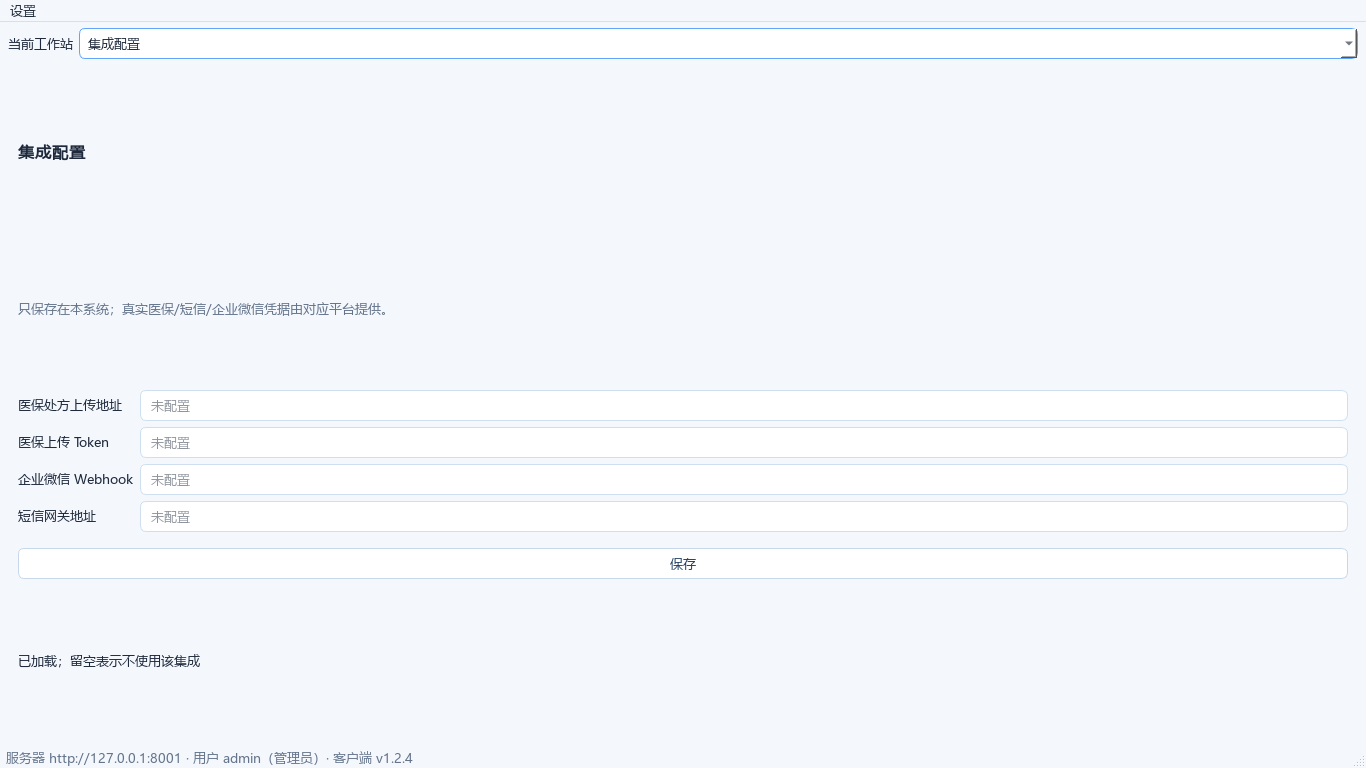 设置
当前工作站 集成配置
集成配置
只保存在本系统；真实医保/短信/企业微信凭据由对应平台提供。
医保处方上传地址 未配置
医保上传 Token 未配置
企业微信 Webhook 未配置
短信网关地址 未配置
保存
已加载；留空表示不使用该集成
服务器 http://127.0.0.1:8001 · 用户 admin（管理员）· 客户端 v1.2.4